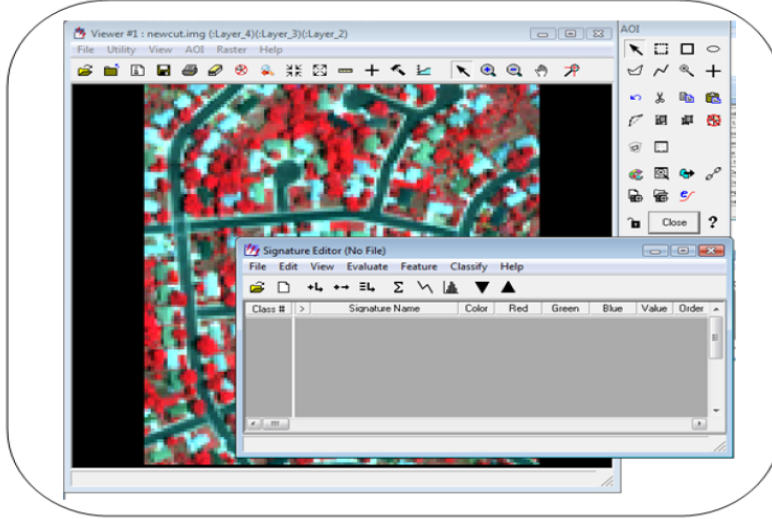 Viewer #1 : newcut.img (:Layer_4)(:Layer_3)(:Layer_2)
File Utility View AOI Raster Help
AOI
Close ?
Signature Editor (No File)
File Edit View Evaluate Feature Classify Help
Class # > Signature Name Color Red Green Blue Value Order